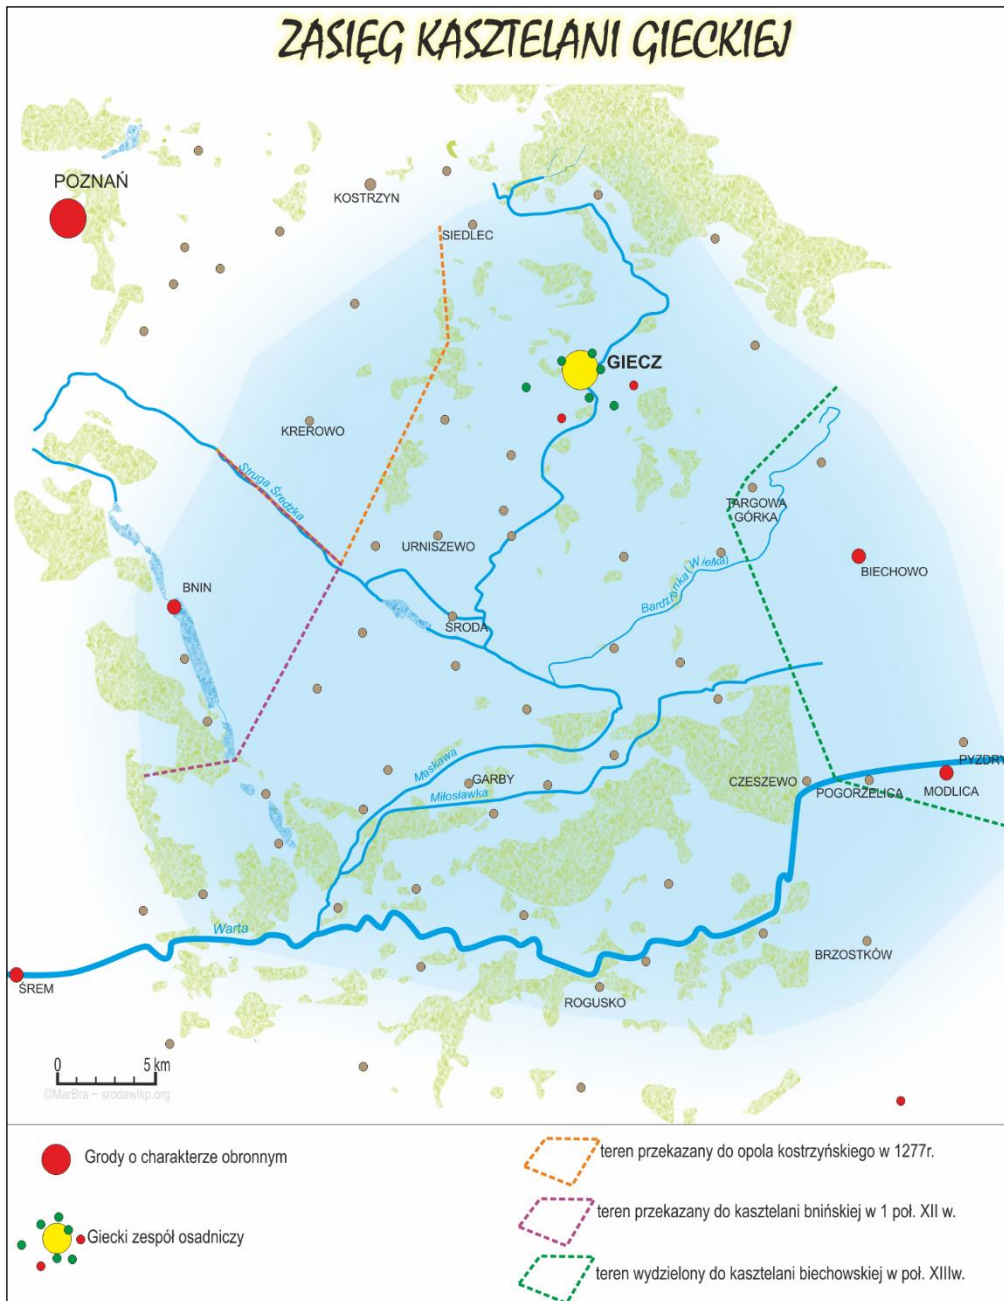 ZASIĘG KASZTELANI GIECKIEJ
POZNAŃ
KOSTRZYN
SIEDLEC
GIECZ
KREROWO
Struga Średzka
URNISZEWO
TARGOWA
GÓRKA
BIECHOWO
Bardzianka (Wielka)
BNIN
ŚRODA
Maskawa
GARBY
Miłosławka
CZESZEWO
POGORZELICA
PYZDRY
MODLICA
Warta
BRZOSTKÓW
ŚREM
ROGUSKO
0 5 km
©MarBra ~ srodawlkp.org
Grody o charakterze obronnym
Giecki zespół osadniczy
teren przekazany do opola kostrzyńskiego w 1277r.
teren przekazany do kasztelani bnińskiej w 1 poł. XII w.
teren wydzielony do kasztelani biechowskiej w poł. XIIIw.